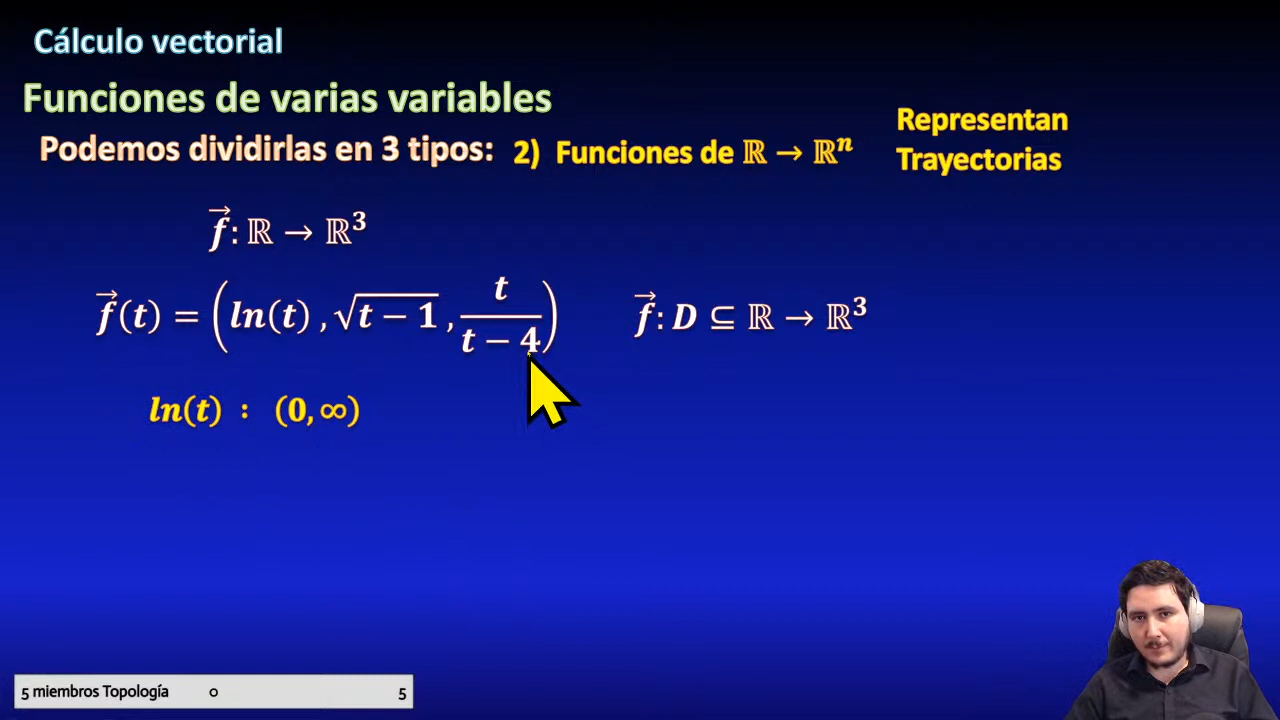 Cálculo vectorial
Funciones de varias variables
Podemos dividirlas en 3 tipos: 2) Funciones de ℝ → ℝⁿ
Representan
Trayectorias
f⃗: ℝ → ℝ³
f⃗(t) = (ln(t), √(t − 1), t/(t − 4))
f⃗: D ⊆ ℝ → ℝ³
ln(t) : (0, ∞)
5 miembros Topología o 5